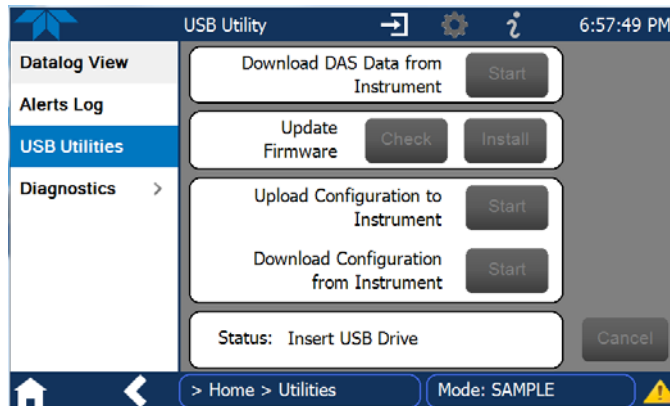 USB Utility
6:57:49 PM
Datalog View
Alerts Log
USB Utilities
Diagnostics >
Download DAS Data from
Instrument
Start
Update
Firmware
Check
Install
Upload Configuration to
Instrument
Start
Download Configuration
from Instrument
Start
Status: Insert USB Drive
Cancel
> Home > Utilities
Mode: SAMPLE